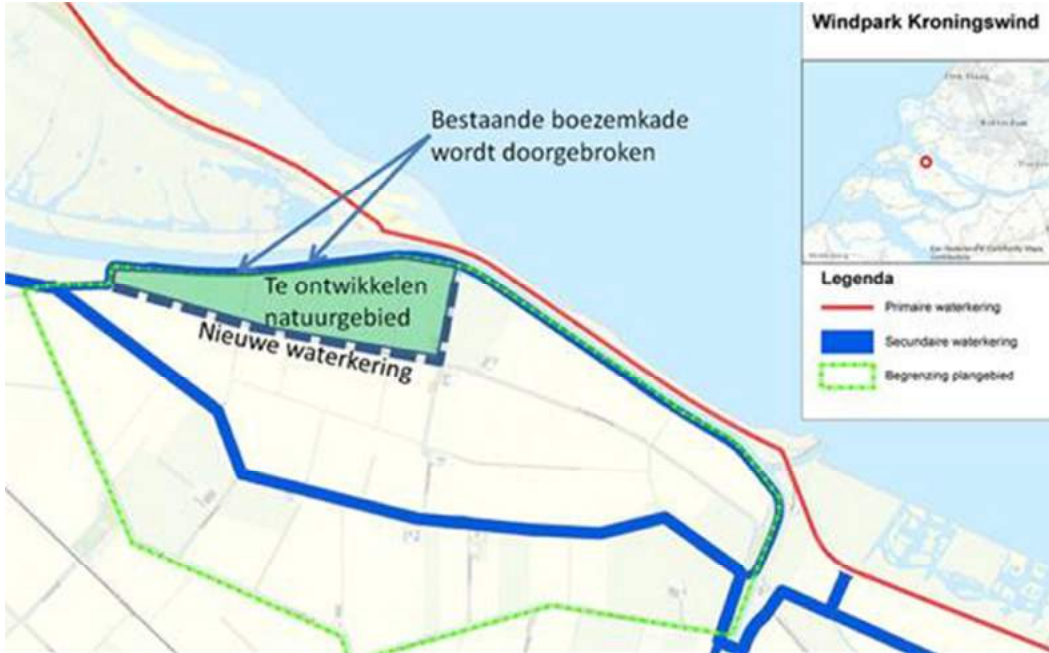 Windpark Kroningswind
Bestaande boezemkade
wordt doorgebroken
Te ontwikkelen
natuurgebied
Nieuwe waterkering
Legenda
Primaire waterkering
Secundaire waterkering
Begrenzing plangebied